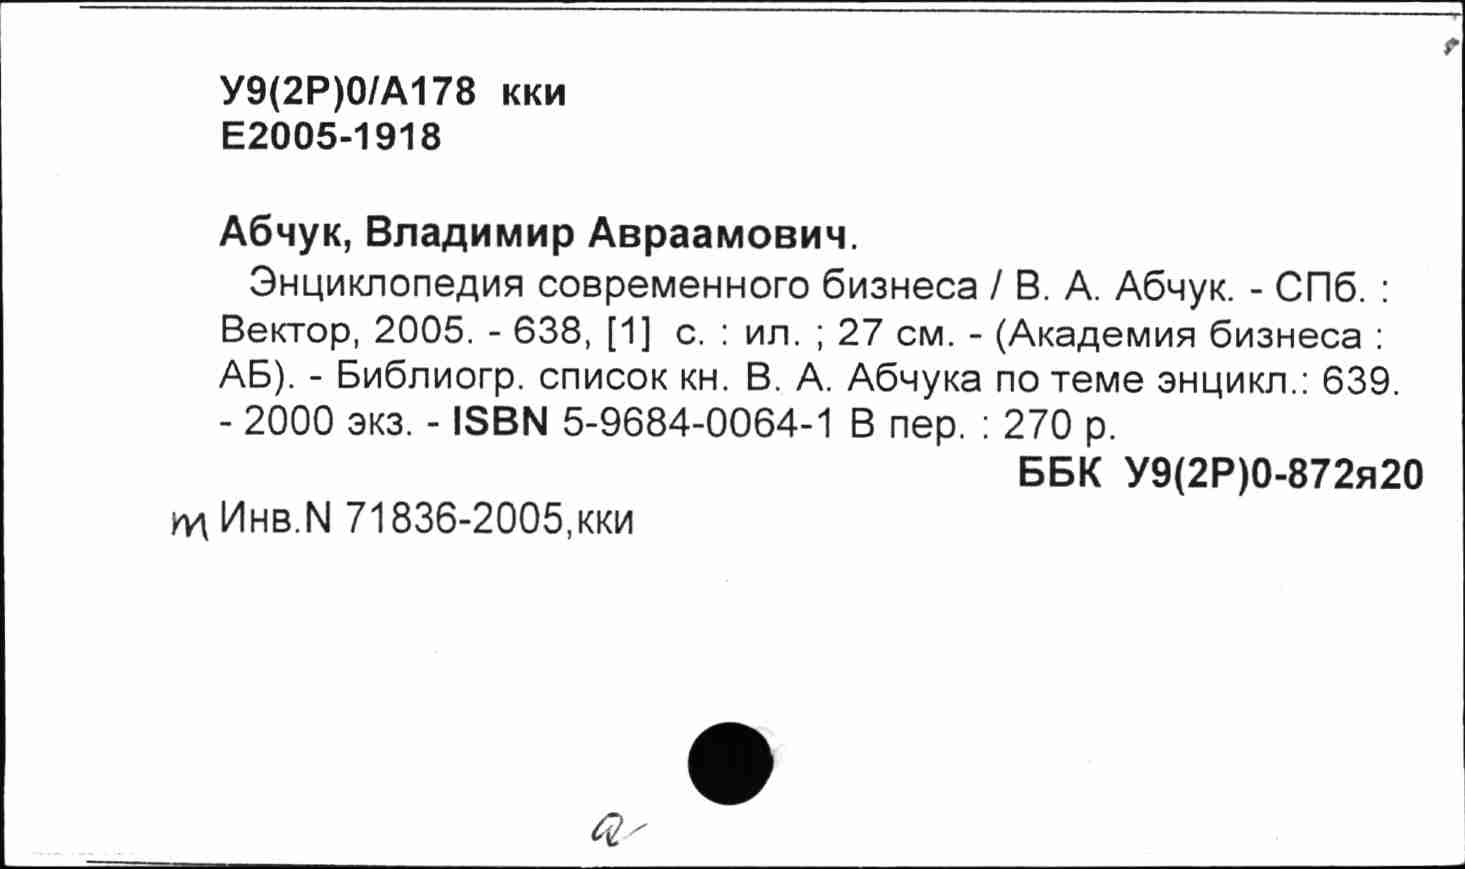 У9(2Р)0/А178 кки
Е2005-1918
Абчук, Владимир Авраамович.
Энциклопедия современного бизнеса / В. А. Абчук. - СПб. :
Вектор, 2005. - 638, [1] с. : ил. ; 27 см. - (Академия бизнеса :
АБ). - Библиогр. список кн. В. А. Абчука по теме энцикл.: 639.
- 2000 экз. - ISBN 5-9684-0064-1 В пер. : 270 р.
ББК У9(2Р)0-872я20
Инв.N 71836-2005,кки